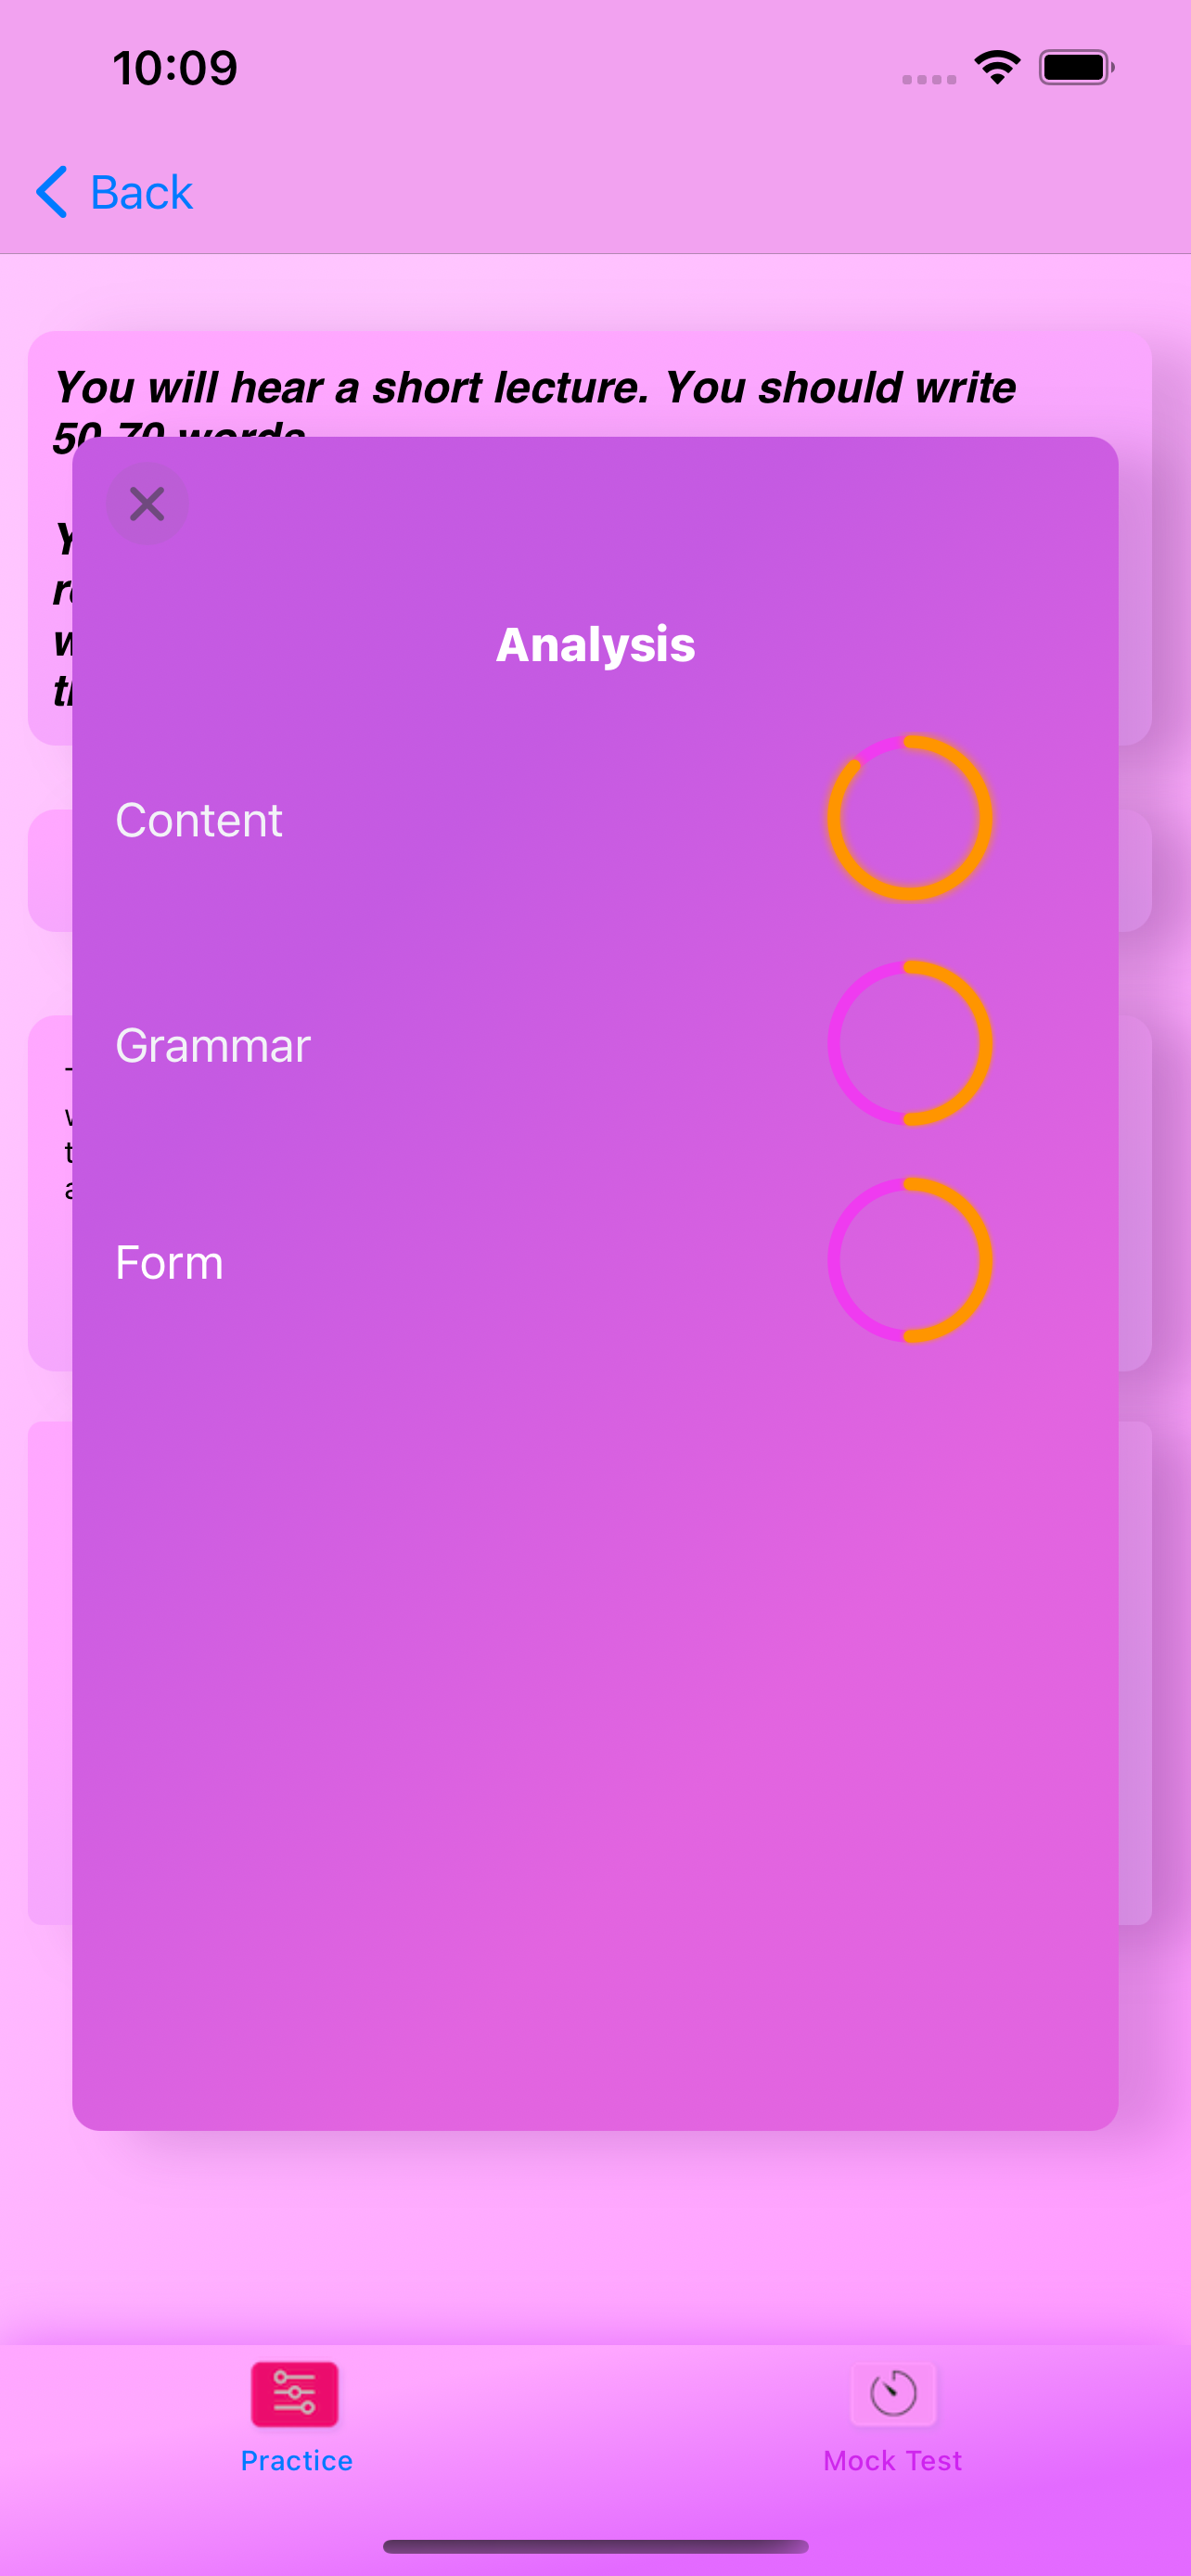 10:09
Back
You will hear a short lecture. You should write
50-70 words
Analysis
Content
Grammar
Form
Practice
Mock Test